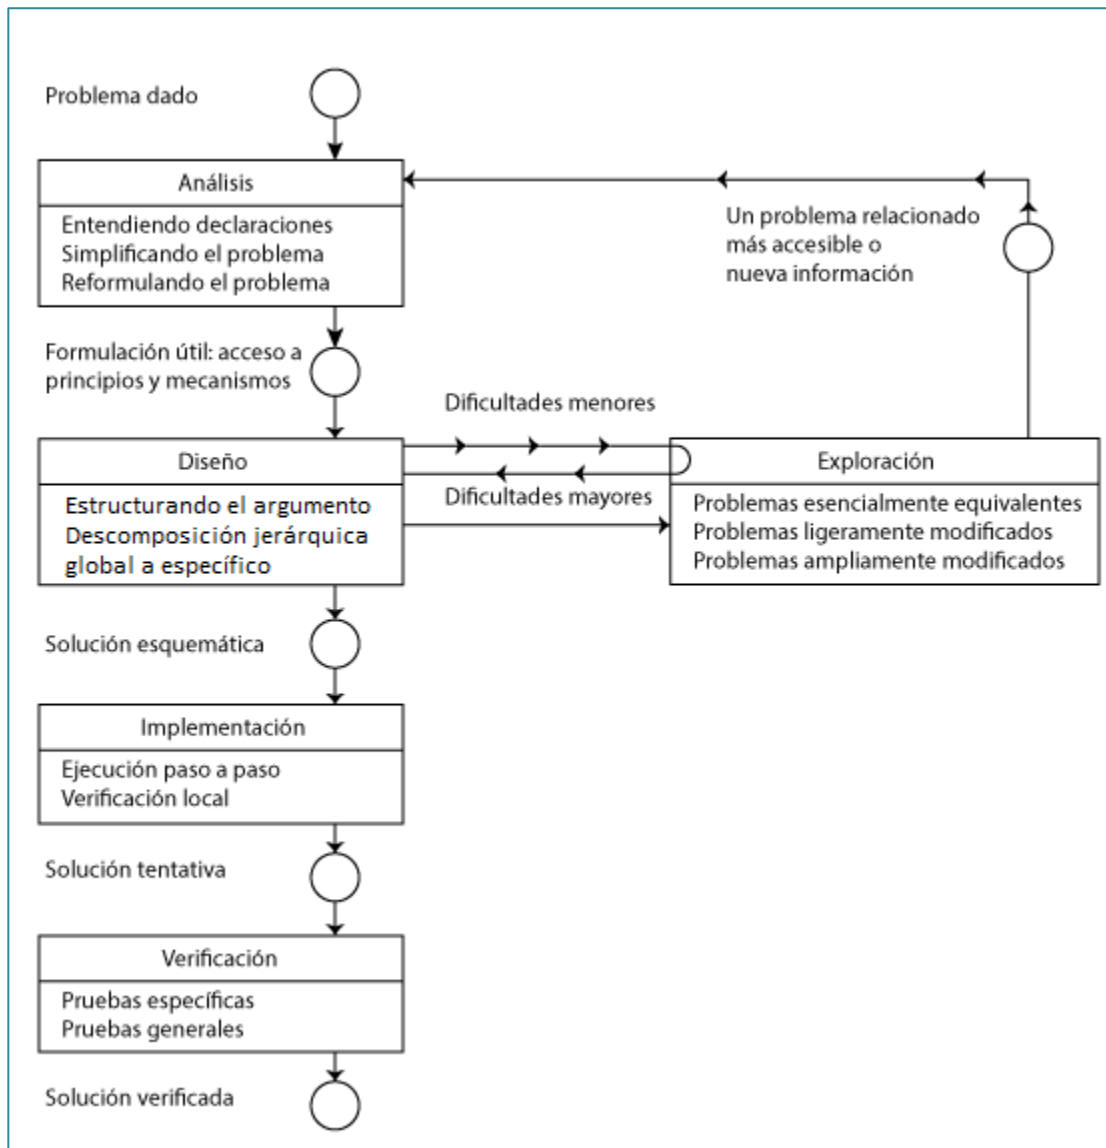 Problema dado
Análisis
Entendiendo declaraciones
Simplificando el problema
Reformulando el problema
Un problema relacionado
más accesible o
nueva información
Formulación útil: acceso a
principios y mecanismos
Dificultades menores
Diseño
Estructurando el argumento
Descomposición jerárquica
global a específico
Dificultades mayores
Exploración
Problemas esencialmente equivalentes
Problemas ligeramente modificados
Problemas ampliamente modificados
Solución esquemática
Implementación
Ejecución paso a paso
Verificación local
Solución tentativa
Verificación
Pruebas específicas
Pruebas generales
Solución verificada